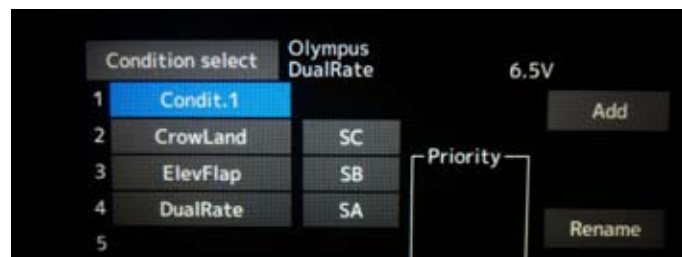 Condition select Olympus
DualRate 6.5V
1 Condit.1 Add
2 CrowLand SC
Priority
3 ElevFlap SB
4 DualRate SA
Rename
5